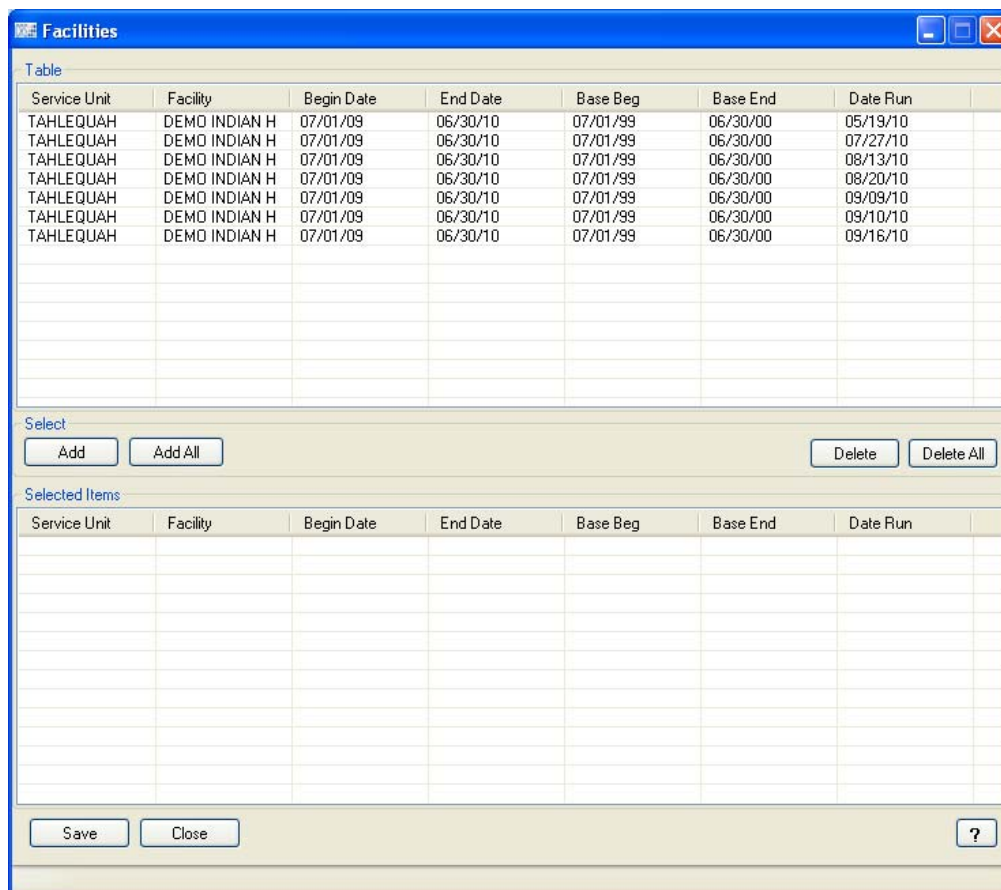 Facilities
Table
Service Unit Facility Begin Date End Date Base Beg Base End Date Run
TAHLEQUAH DEMO INDIAN H 07/01/09 06/30/10 07/01/99 06/30/00 05/19/10
TAHLEQUAH DEMO INDIAN H 07/01/09 06/30/10 07/01/99 06/30/00 07/27/10
TAHLEQUAH DEMO INDIAN H 07/01/09 06/30/10 07/01/99 06/30/00 08/13/10
TAHLEQUAH DEMO INDIAN H 07/01/09 06/30/10 07/01/99 06/30/00 08/20/10
TAHLEQUAH DEMO INDIAN H 07/01/09 06/30/10 07/01/99 06/30/00 09/09/10
TAHLEQUAH DEMO INDIAN H 07/01/09 06/30/10 07/01/99 06/30/00 09/10/10
TAHLEQUAH DEMO INDIAN H 07/01/09 06/30/10 07/01/99 06/30/00 09/16/10
Select
Add Add All Delete Delete All
Selected Items
Service Unit Facility Begin Date End Date Base Beg Base End Date Run
Save Close ?